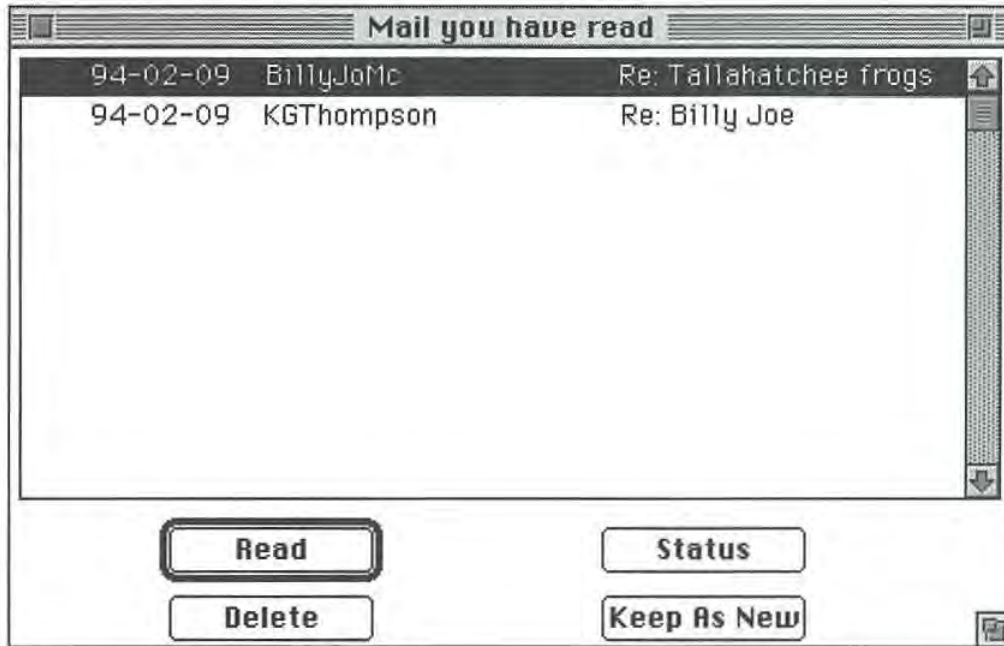 Mail you have read
94-02-09 BillyJoMc Re: Tallahatchee frogs
94-02-09 KGThompson Re: Billy Joe
Read Status
Delete Keep As New